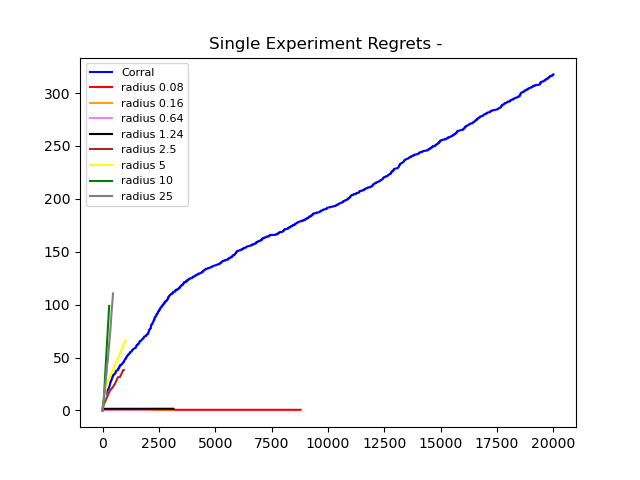 Single Experiment Regrets -
Corral
radius 0.08
radius 0.16
radius 0.64
radius 1.24
radius 2.5
radius 5
radius 10
radius 25
300
250
200
150
100
50
0
0 2500 5000 7500 10000 12500 15000 17500 20000